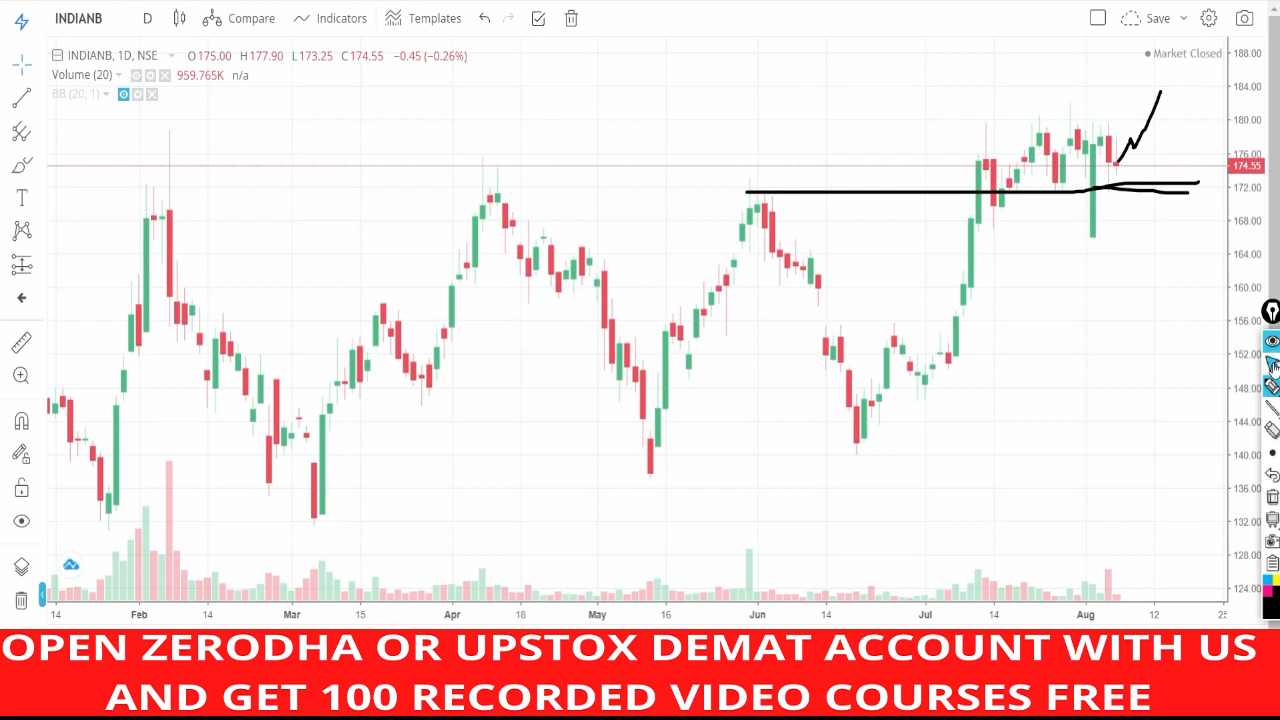 INDIANB D Compare Indicators Templates Save
INDIANB, 1D, NSE O175.00 H177.90 L173.25 C174.55 −0.45 (−0.26%)
Market Closed
Volume (20) 959.765K n/a
BB (20, 1)
188.00
184.00
180.00
176.00
174.55
172.00
168.00
164.00
160.00
156.00
152.00
148.00
144.00
140.00
136.00
132.00
128.00
124.00
14 Feb 14 Mar 15 Apr 18 May 16 Jun 14 Jul 14 Aug 12 25
OPEN ZERODHA OR UPSTOX DEMAT ACCOUNT WITH US
AND GET 100 RECORDED VIDEO COURSES FREE